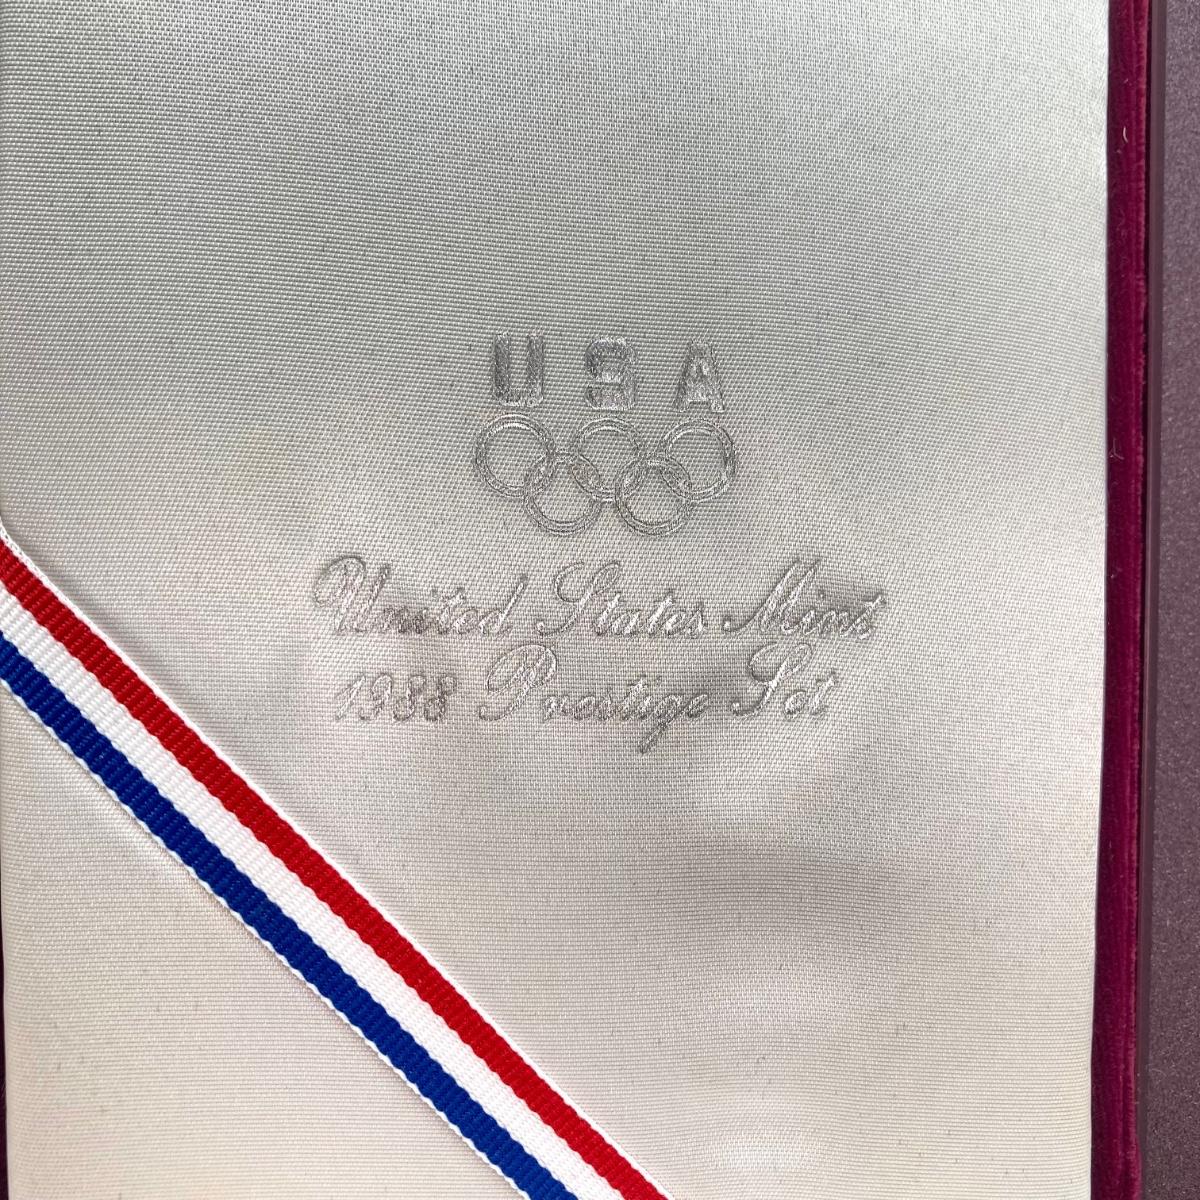 USA
United States Mint
1988 Prestige Set